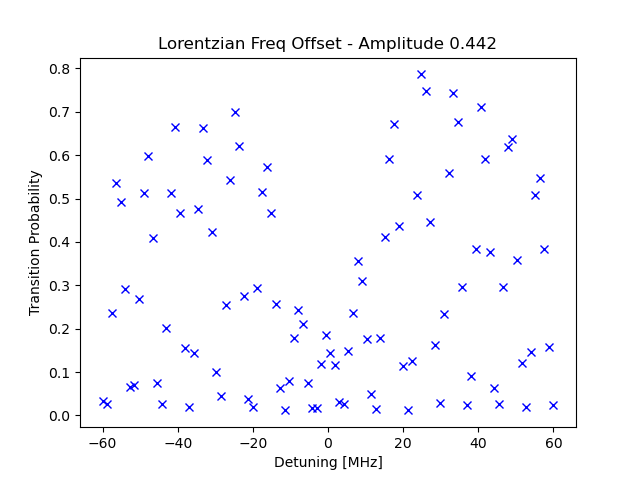 Lorentzian Freq Offset - Amplitude 0.442
Transition Probability
0.8
0.7
0.6
0.5
0.4
0.3
0.2
0.1
0.0
−60 −40 −20 0 20 40 60
Detuning [MHz]